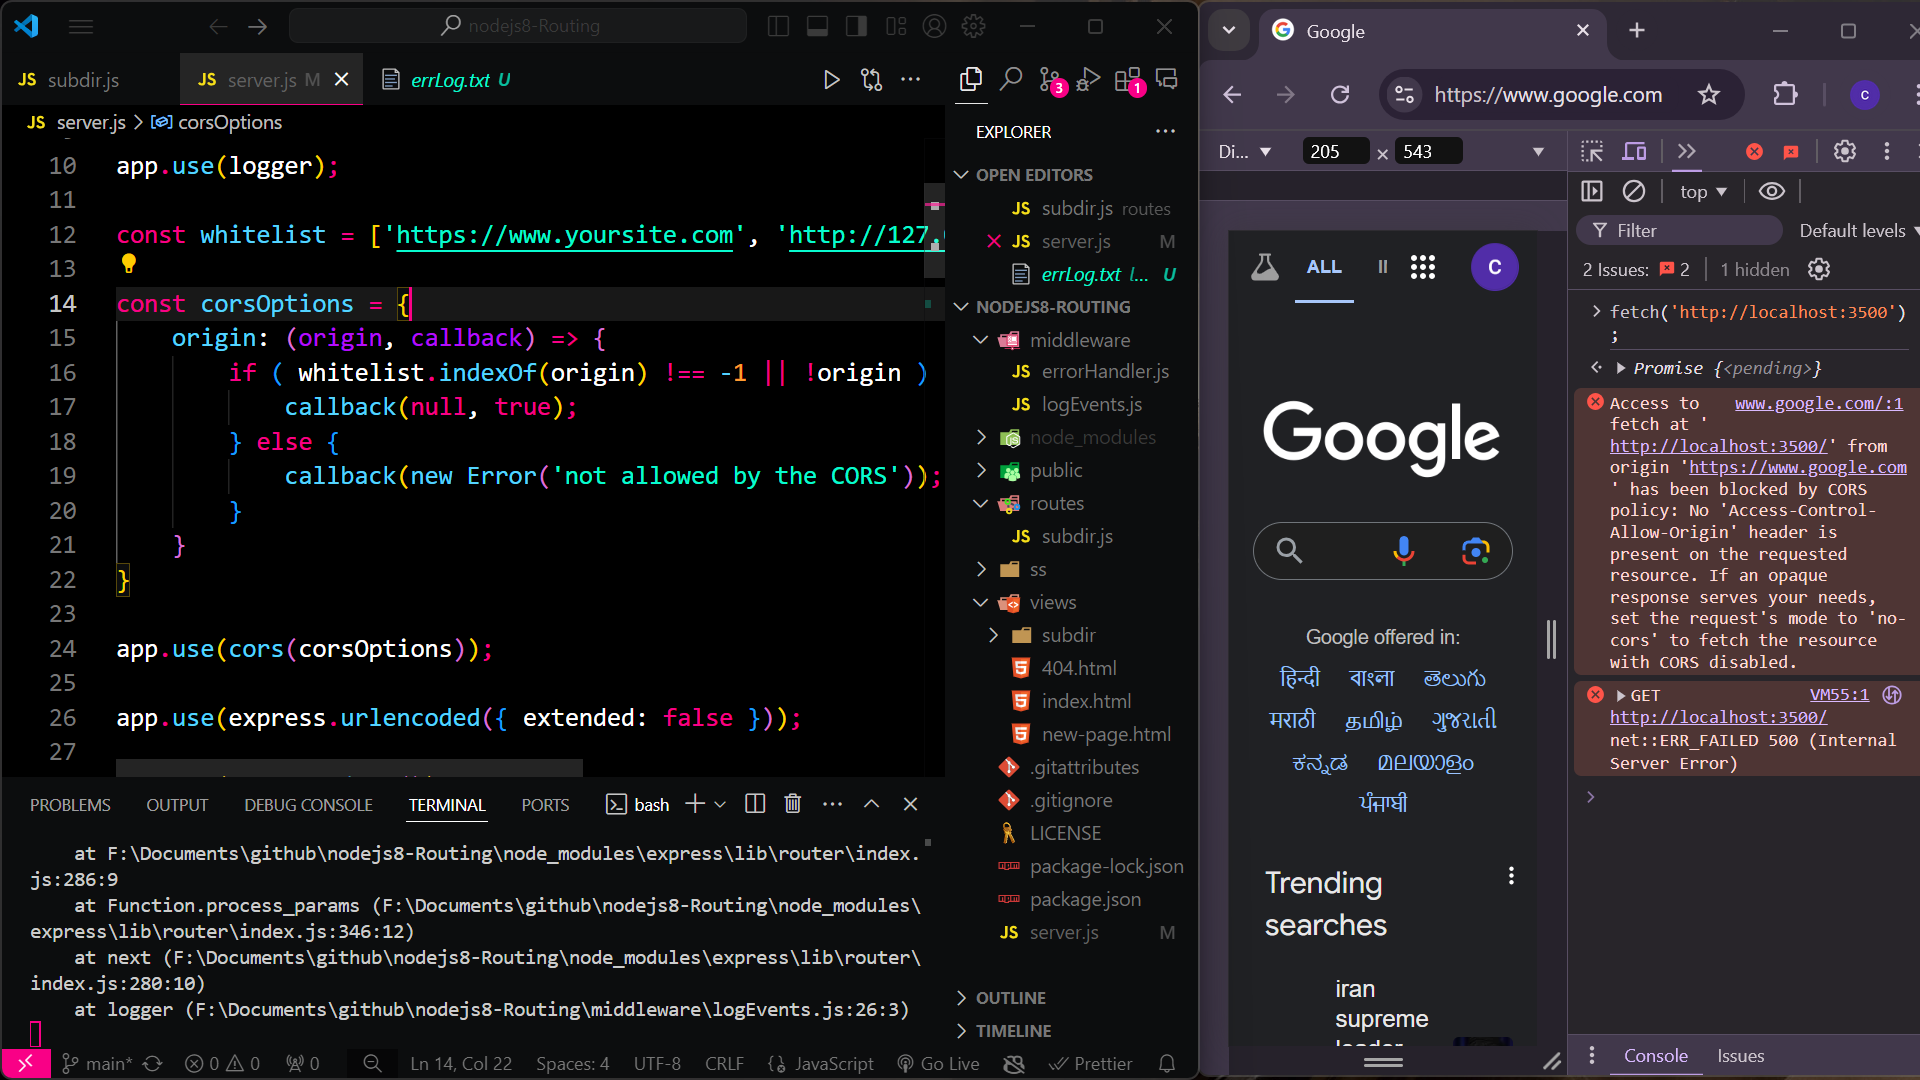 nodejs8-Routing
JS subdir.js
JS server.js M
errLog.txt U
JS server.js > corsOptions
10 app.use(logger);
11
12 const whitelist = ['https://www.yoursite.com', 'http://127.
13
14 const corsOptions = {
15 origin: (origin, callback) => {
16 if ( whitelist.indexOf(origin) !== -1 || !origin )
17 callback(null, true);
18 } else {
19 callback(new Error('not allowed by the CORS'));
20 }
21 }
22 }
23
24 app.use(cors(corsOptions));
25
26 app.use(express.urlencoded({ extended: false }));
27
PROBLEMS OUTPUT DEBUG CONSOLE TERMINAL PORTS bash
at F:\Documents\github\nodejs8-Routing\node_modules\express\lib\router\index.
js:286:9
at Function.process_params (F:\Documents\github\nodejs8-Routing\node_modules\
express\lib\router\index.js:346:12)
at next (F:\Documents\github\nodejs8-Routing\node_modules\express\lib\router\
index.js:280:10)
at logger (F:\Documents\github\nodejs8-Routing\middleware\logEvents.js:26:3)
main* 0 0 0 Ln 14, Col 22 Spaces: 4 UTF-8 CRLF JavaScript Go Live Prettier
3
1
EXPLORER
OPEN EDITORS
JS subdir.js routes
JS server.js M
errLog.txt l... U
NODEJS8-ROUTING
middleware
JS errorHandler.js
JS logEvents.js
node_modules
public
routes
JS subdir.js
ss
views
subdir
404.html
index.html
new-page.html
.gitattributes
.gitignore
LICENSE
package-lock.json
package.json
JS server.js M
OUTLINE
TIMELINE
Google
https://www.google.com
c
Di... 205 × 543
ALL
C
Google
Google offered in:
हिन्दी বাংলা తెలుగు
मराठी தமிழ் ગુજરાતી
ಕನ್ನಡ മലയാളം
ਪੰਜਾਬੀ
Trending
searches
iran
supreme
leader
top
Filter
Default levels
2 Issues: 2 1 hidden
fetch('http://localhost:3500')
;
Promise {<pending>}
Access to www.google.com/:1
fetch at '
http://localhost:3500/' from
origin 'https://www.google.com
' has been blocked by CORS
policy: No 'Access-Control-
Allow-Origin' header is
present on the requested
resource. If an opaque
response serves your needs,
set the request's mode to 'no-
cors' to fetch the resource
with CORS disabled.
GET VM55:1
http://localhost:3500/
net::ERR_FAILED 500 (Internal
Server Error)
Console Issues